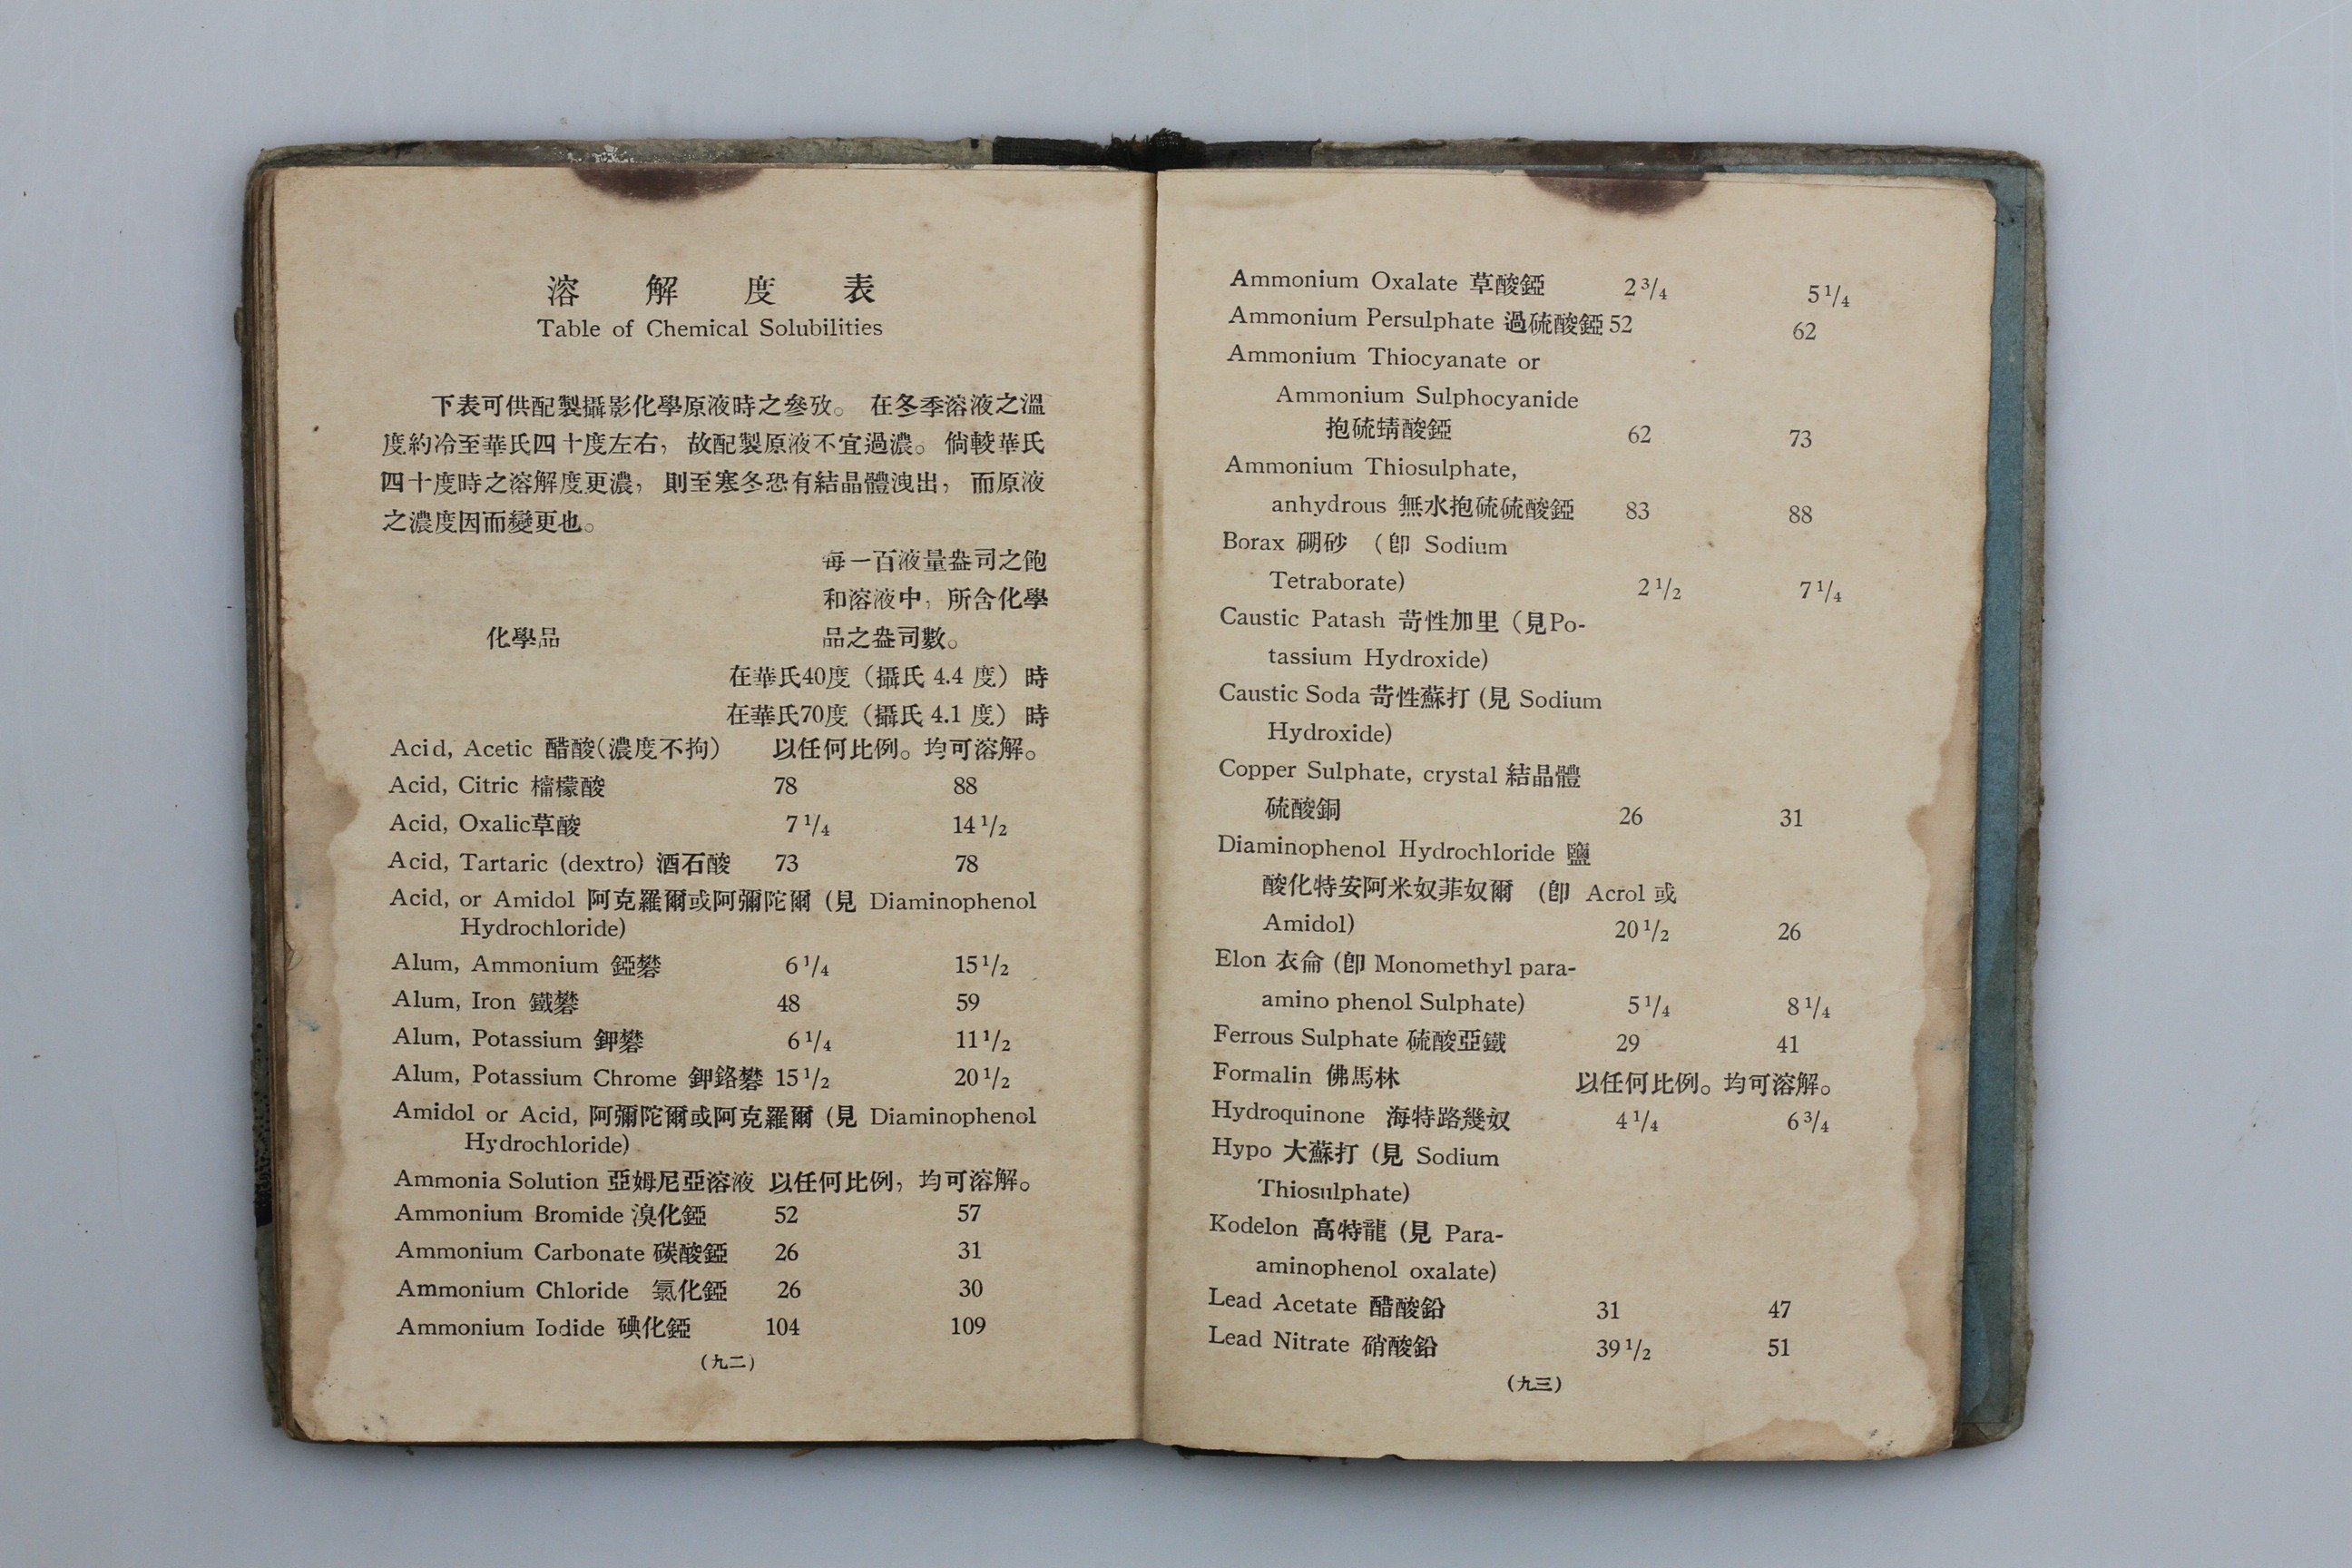 溶解度表
Table of Chemical Solubilities
下表可供配製攝影化學原液時之參攷。 在冬季溶液之溫
度約冷至華氏四十度左右, 故配製原液不宜過濃。 倘較華氏
四十度時之溶解度更濃, 則至寒冬恐有結晶體洩出, 而原液
之濃度因而變更也。
每一百液量盎司之飽
和溶液中, 所含化學
化學品 品之盎司數。
在華氏40度 (攝氏 4.4 度) 時
在華氏70度 (攝氏 4.1 度) 時
Acid, Acetic 醋酸(濃度不拘) 以任何比例。均可溶解。
Acid, Citric 檸檬酸 78 88
Acid, Oxalic草酸 7 1/4 14 1/2
Acid, Tartaric (dextro) 酒石酸 73 78
Acid, or Amidol 阿克羅爾或阿彌陀爾 (見 Diaminophenol
Hydrochloride)
Alum, Ammonium 錏礬 6 1/4 15 1/2
Alum, Iron 鐵礬 48 59
Alum, Potassium 鉀礬 6 1/4 11 1/2
Alum, Potassium Chrome 鉀鉻礬 15 1/2 20 1/2
Amidol or Acid, 阿彌陀爾或阿克羅爾 (見 Diaminophenol
Hydrochloride)
Ammonia Solution 亞姆尼亞溶液 以任何比例, 均可溶解。
Ammonium Bromide 溴化錏 52 57
Ammonium Carbonate 碳酸錏 26 31
Ammonium Chloride 氯化錏 26 30
Ammonium Iodide 碘化錏 104 109
(九二)
Ammonium Oxalate 草酸錏 2 3/4 5 1/4
Ammonium Persulphate 過硫酸錏 52 62
Ammonium Thiocyanate or
Ammonium Sulphocyanide
抱硫蜻酸錏 62 73
Ammonium Thiosulphate,
anhydrous 無水抱硫硫酸錏 83 88
Borax 硼砂 (卽 Sodium
Tetraborate) 2 1/2 7 1/4
Caustic Patash 苛性加里 (見Po-
tassium Hydroxide)
Caustic Soda 苛性蘇打 (見 Sodium
Hydroxide)
Copper Sulphate, crystal 結晶體
硫酸銅 26 31
Diaminophenol Hydrochloride 鹽
酸化特安阿米奴菲奴爾 (卽 Acrol 或
Amidol) 20 1/2 26
Elon 衣侖 (卽 Monomethyl para-
amino phenol Sulphate) 5 1/4 8 1/4
Ferrous Sulphate 硫酸亞鐵 29 41
Formalin 佛馬林 以任何比例。均可溶解。
Hydroquinone 海特路幾奴 4 1/4 6 3/4
Hypo 大蘇打 (見 Sodium
Thiosulphate)
Kodelon 高特龍 (見 Para-
aminophenol oxalate)
Lead Acetate 醋酸鉛 31 47
Lead Nitrate 硝酸鉛 39 1/2 51
(九三)